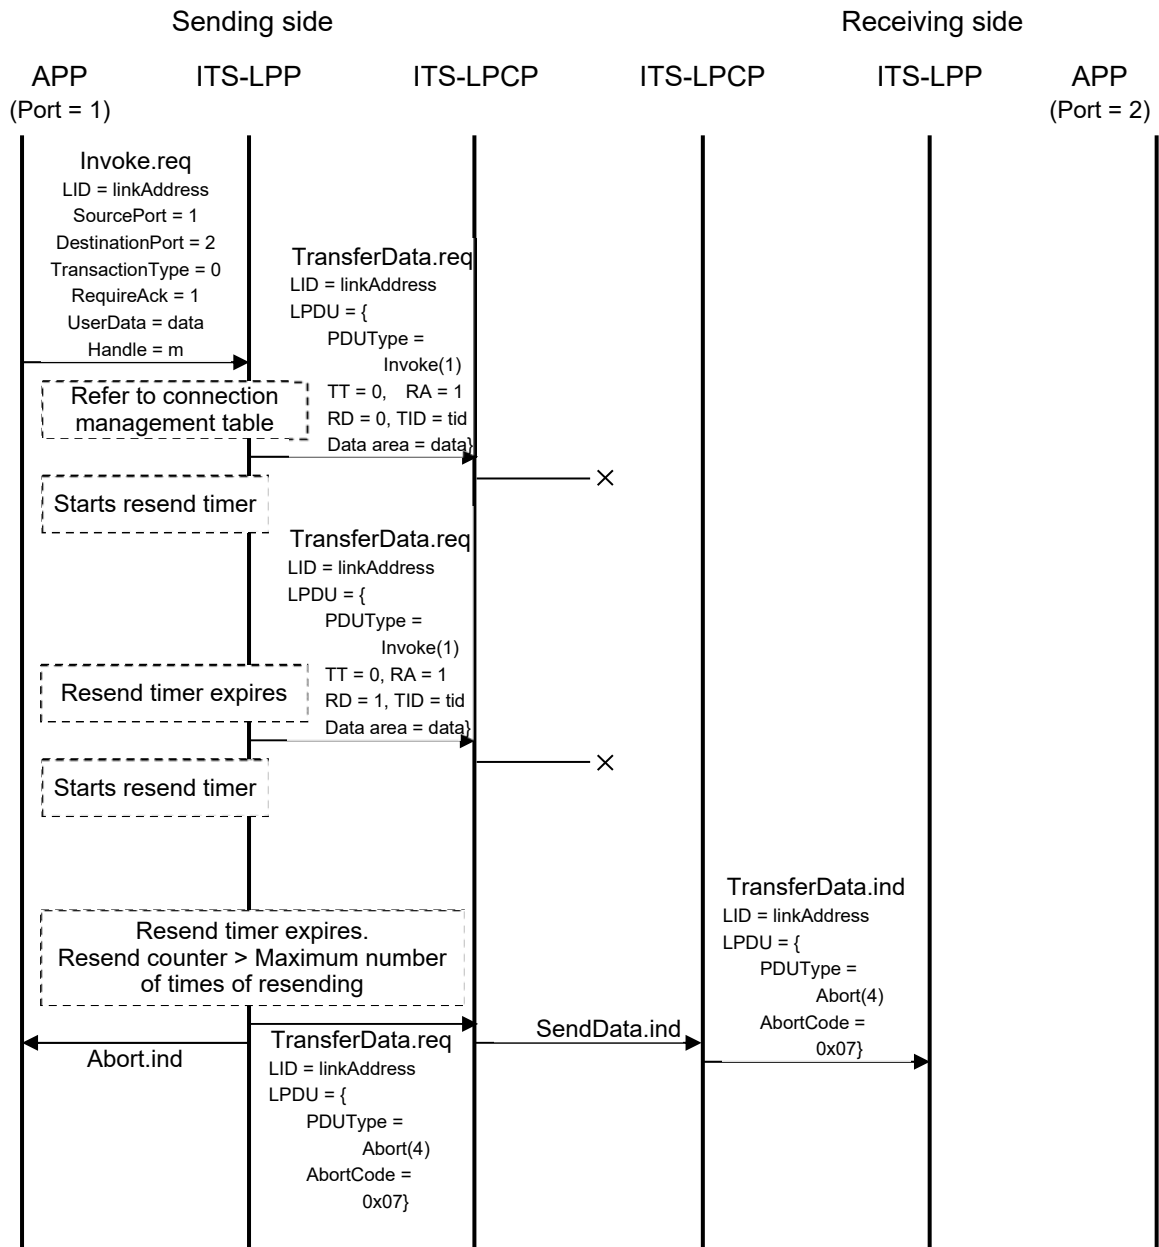 Sending side
Receiving side
APP
(Port = 1)
ITS-LPP
ITS-LPCP
ITS-LPCP
ITS-LPP
APP
(Port = 2)
Invoke.req
LID = linkAddress
SourcePort = 1
DestinationPort = 2
TransactionType = 0
RequireAck = 1
UserData = data
Handle = m
TransferData.req
LID = linkAddress
LPDU = {
PDUType =
Invoke(1)
TT = 0, RA = 1
RD = 0, TID = tid
Data area = data}
Refer to connection
management table
×
Starts resend timer
TransferData.req
LID = linkAddress
LPDU = {
PDUType =
Invoke(1)
TT = 0, RA = 1
RD = 1, TID = tid
Data area = data}
Resend timer expires
×
Starts resend timer
Resend timer expires.
Resend counter > Maximum number
of times of resending
TransferData.ind
LID = linkAddress
LPDU = {
PDUType =
Abort(4)
AbortCode =
0x07}
Abort.ind
TransferData.req
LID = linkAddress
LPDU = {
PDUType =
Abort(4)
AbortCode =
0x07}
SendData.ind